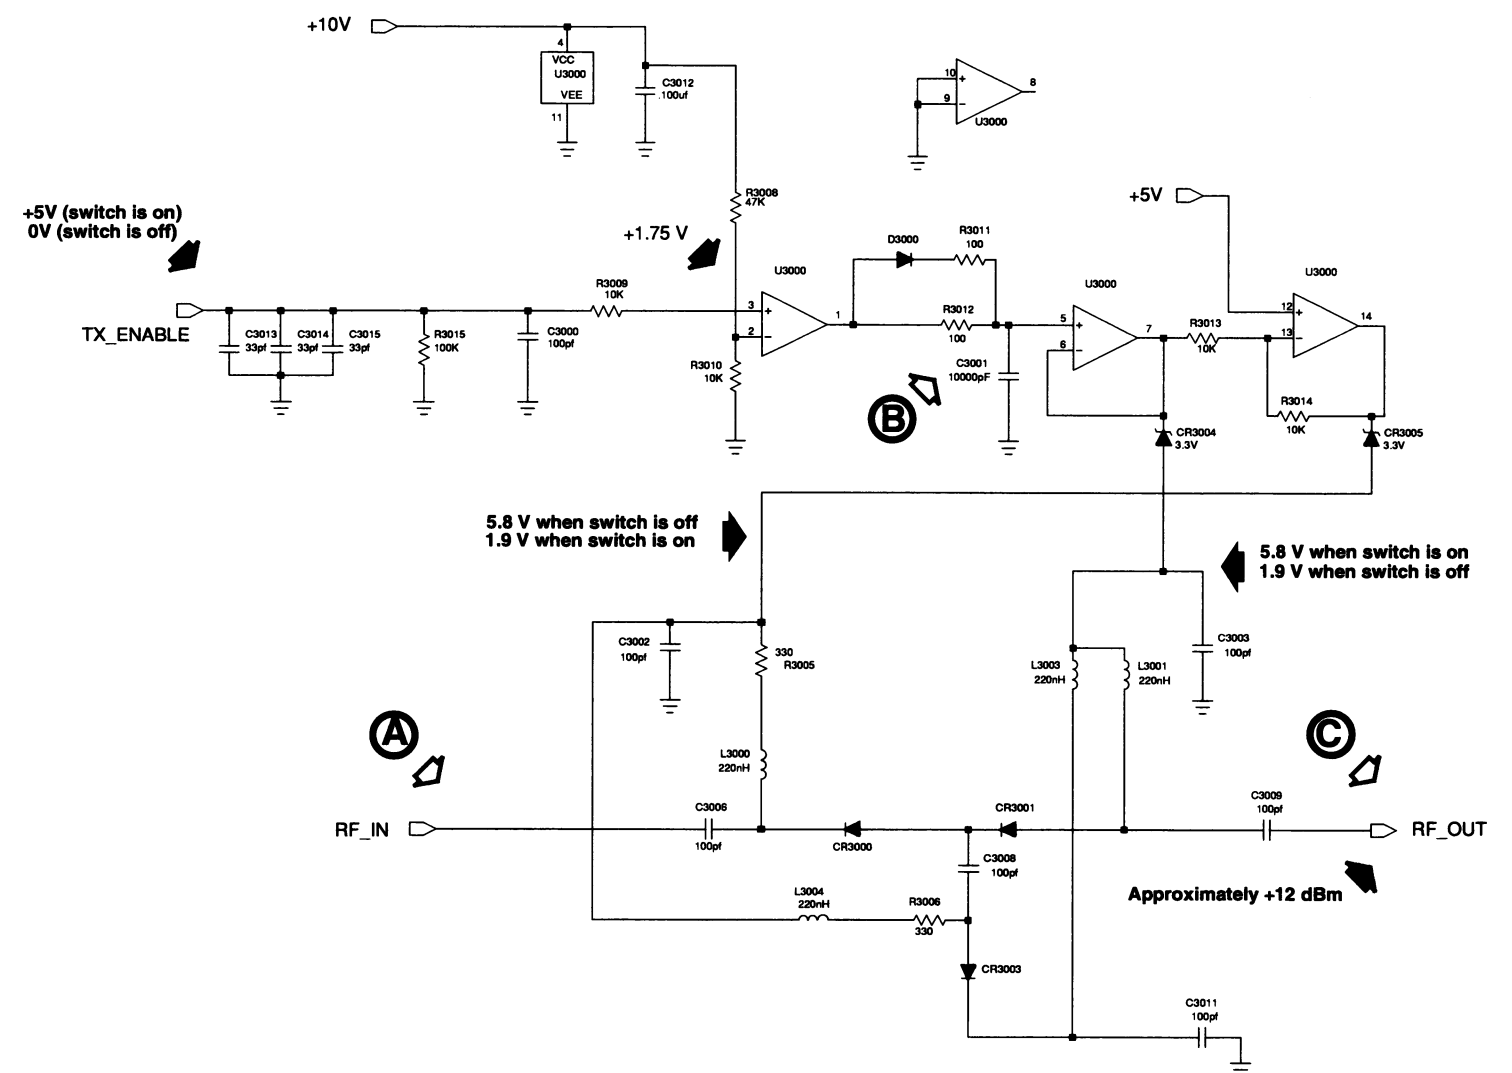 +10V
4
VCC
U3000
VEE
11
C3012
.100uf
10
+
9
−
8
U3000
+5V (switch is on)
0V (switch is off)
+1.75 V
R3008
47K
+5V
TX_ENABLE
C3013
33pf
C3014
33pf
C3015
33pf
R3015
100K
C3000
100pf
R3009
10K
R3010
10K
U3000
3
+
2
−
1
D3000
R3011
100
R3012
100
C3001
10000pF
B
U3000
5
+
6
−
7
R3013
10K
U3000
12
+
13
−
14
R3014
10K
CR3004
3.3V
CR3005
3.3V
5.8 V when switch is off
1.9 V when switch is on
5.8 V when switch is on
1.9 V when switch is off
C3002
100pf
330
R3005
L3003
220nH
L3001
220nH
C3003
100pf
A
L3000
220nH
C
RF_IN
C3006
100pf
CR3000
CR3001
C3008
100pf
C3009
100pf
RF_OUT
Approximately +12 dBm
L3004
220nH
R3006
330
CR3003
C3011
100pf